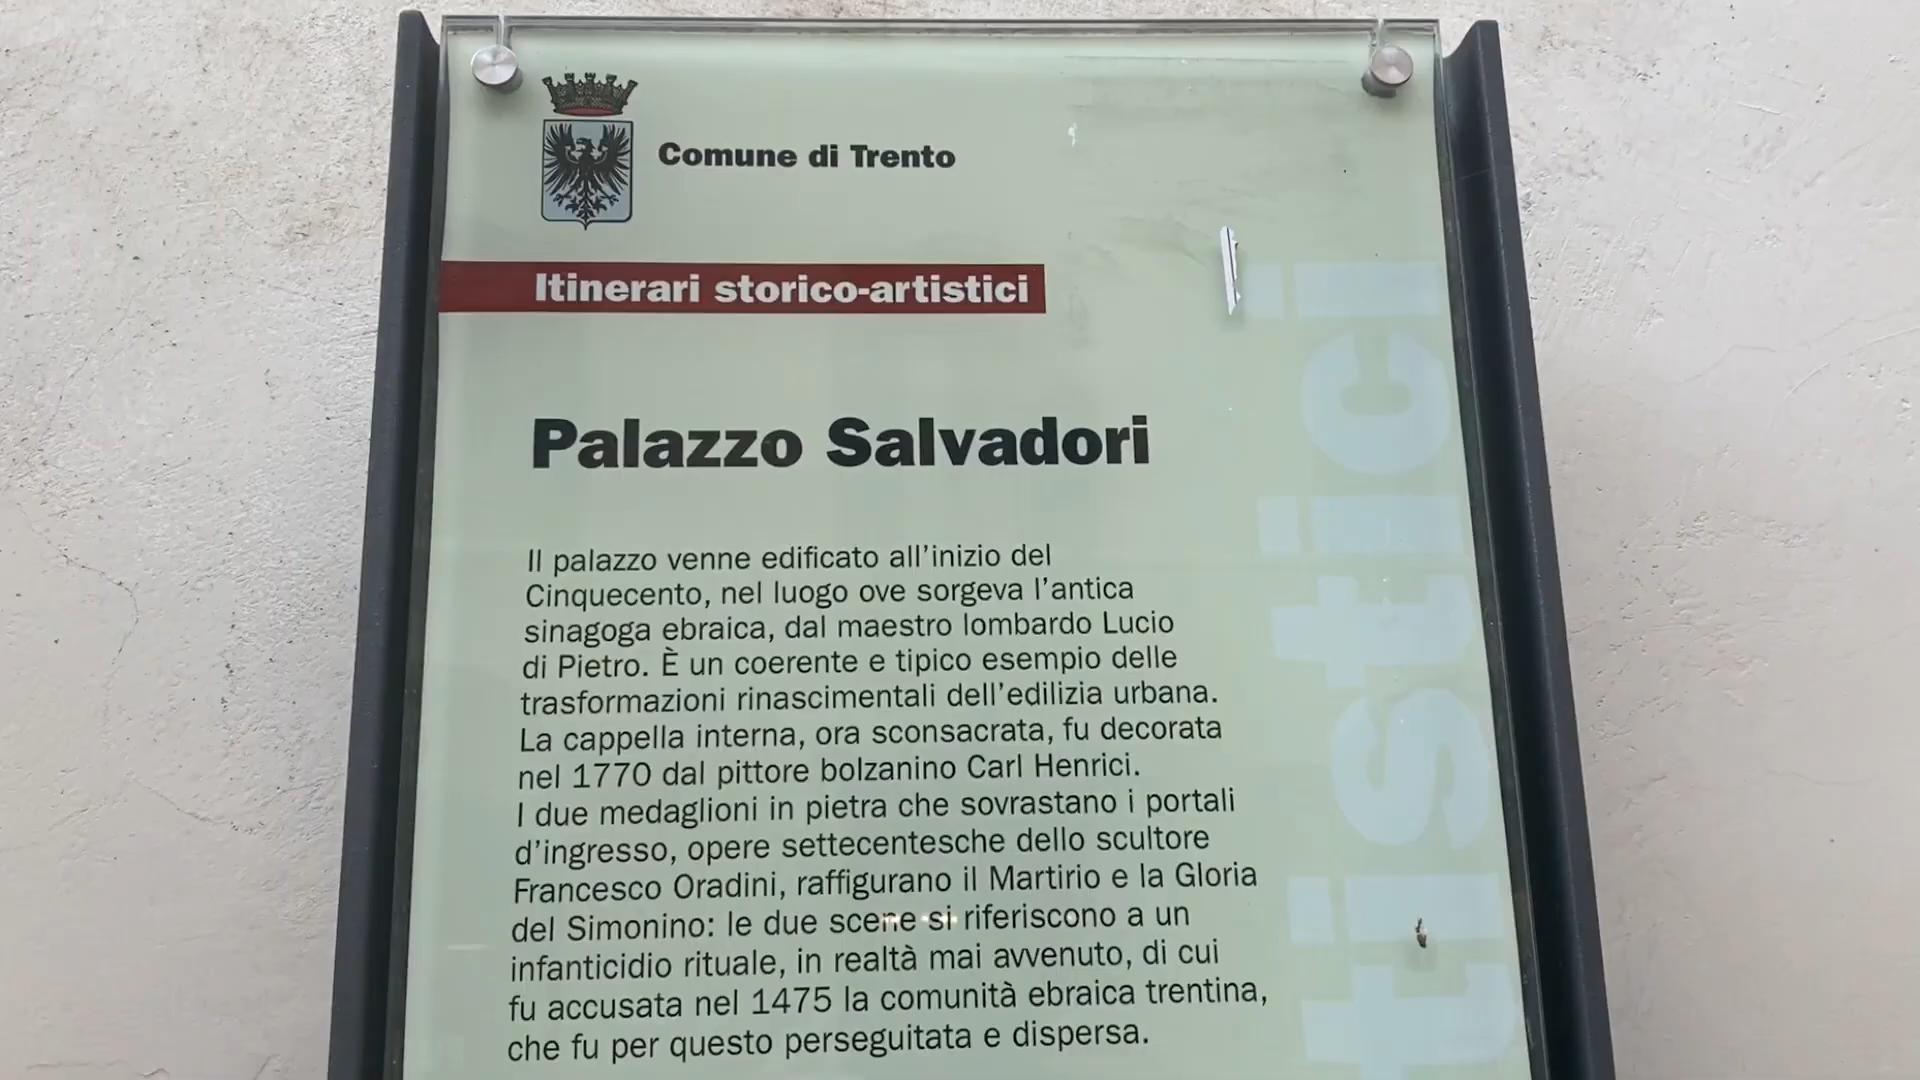 Comune di Trento
Itinerari storico-artistici
Palazzo Salvadori
Il palazzo venne edificato all'inizio del
Cinquecento, nel luogo ove sorgeva l'antica
sinagoga ebraica, dal maestro lombardo Lucio
di Pietro. È un coerente e tipico esempio delle
trasformazioni rinascimentali dell'edilizia urbana.
La cappella interna, ora sconsacrata, fu decorata
nel 1770 dal pittore bolzanino Carl Henrici.
I due medaglioni in pietra che sovrastano i portali
d'ingresso, opere settecentesche dello scultore
Francesco Oradini, raffigurano il Martirio e la Gloria
del Simonino: le due scene si riferiscono a un
infanticidio rituale, in realtà mai avvenuto, di cui
fu accusata nel 1475 la comunità ebraica trentina,
che fu per questo perseguitata e dispersa.
tistici